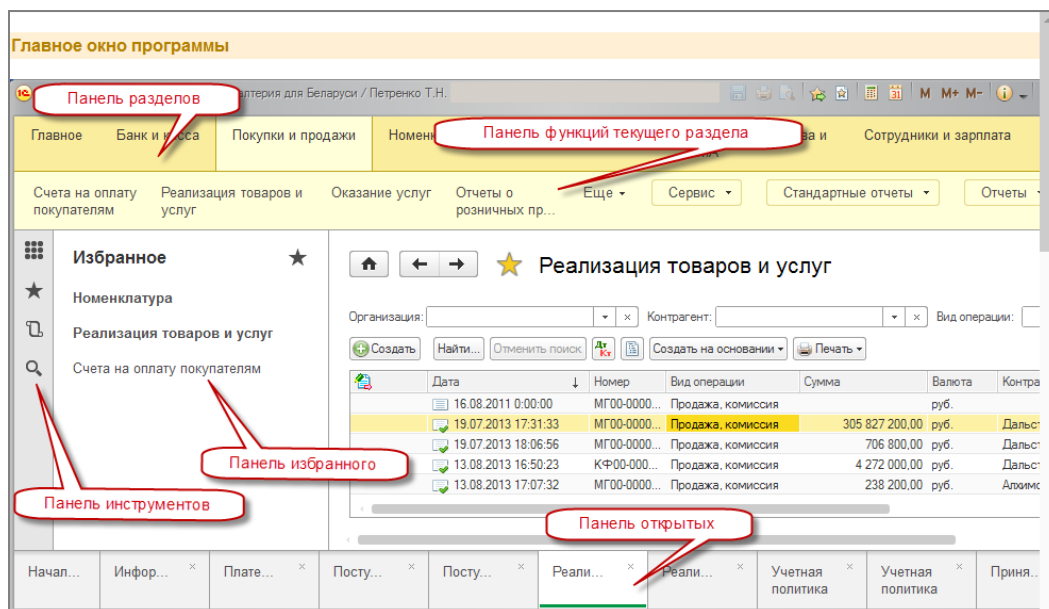 Главное окно программы
Панель разделов
алтерия для Беларуси / Петренко Т.Н.
M M+ M-
Главное Банк и касса Покупки и продажи
Панель функций текущего раздела
Сотрудники и зарплата
Счета на оплату покупателям
Реализация товаров и услуг
Оказание услуг
Отчеты о розничных пр...
Еще
Сервис
Стандартные отчеты
Отчеты
Избранное
Номенклатура
Реализация товаров и услуг
Счета на оплату покупателям
Панель избранного
Панель инструментов
Реализация товаров и услуг
Организация: Контрагент: Вид операции:
Создать Найти... Отменить поиск Дт Кт Создать на основании Печать
Дата ↓ Номер Вид операции Сумма Валюта Контра
16.08.2011 0:00:00 МГ00-0000... Продажа, комиссия руб.
19.07.2013 17:31:33 МГ00-0000... Продажа, комиссия 305 827 200,00 руб. Дальст
19.07.2013 18:06:56 МГ00-0000... Продажа, комиссия 706 800,00 руб. Дальст
13.08.2013 16:50:23 КФ00-000... Продажа, комиссия 4 272 000,00 руб. Дальст
13.08.2013 17:07:32 МГ00-0000... Продажа, комиссия 238 200,00 руб. Алхимо
Панель открытых
Начал... Инфор... Плате... Посту... Посту... Реали... Реали... Учетная политика Учетная политика Приня...